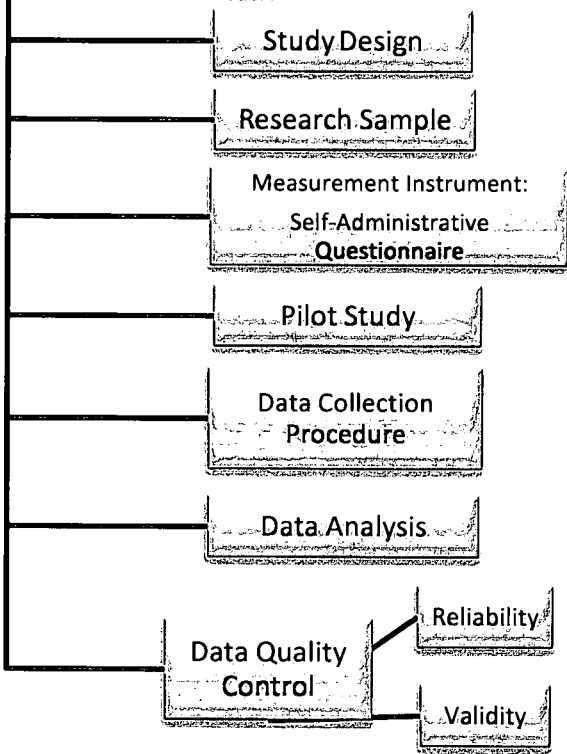 Study Design
Research Sample
Measurement Instrument:
Self-Administrative
Questionnaire
Pilot Study
Data Collection
Procedure
Data Analysis
Data Quality
Control
Reliability
Validity